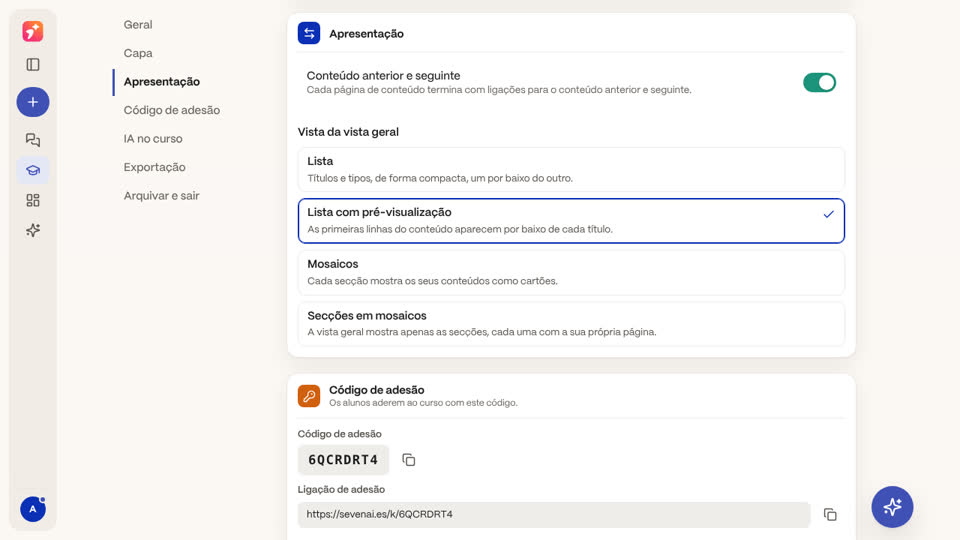 Geral
Capa
Apresentação
Código de adesão
IA no curso
Exportação
Arquivar e sair
A
Apresentação
Conteúdo anterior e seguinte
Cada página de conteúdo termina com ligações para o conteúdo anterior e seguinte.
Vista da vista geral
Lista
Títulos e tipos, de forma compacta, um por baixo do outro.
Lista com pré-visualização
As primeiras linhas do conteúdo aparecem por baixo de cada título.
Mosaicos
Cada secção mostra os seus conteúdos como cartões.
Secções em mosaicos
A vista geral mostra apenas as secções, cada uma com a sua própria página.
Código de adesão
Os alunos aderem ao curso com este código.
Código de adesão
6QCRDRT4
Ligação de adesão
https://sevenai.es/k/6QCRDRT4